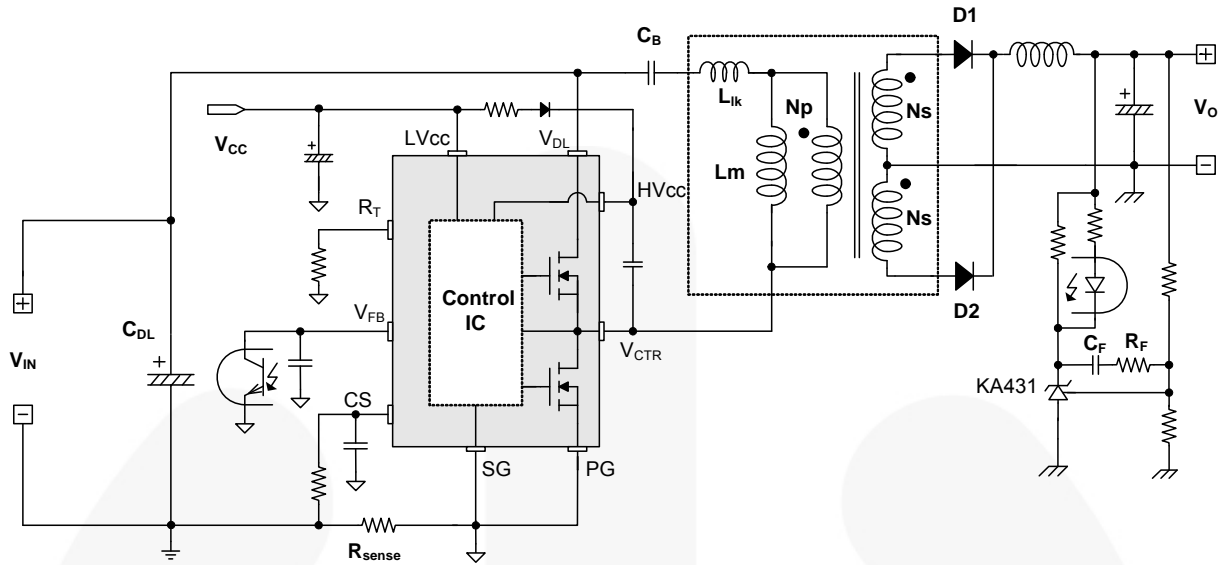 D1
C_B
+
L_lk
Np
Ns
V_O
V_CC
+
LVcc
V_DL
+
Lm
HVcc
−
R_T
Ns
+
Control
IC
D2
V_FB
C_DL
V_CTR
C_F
R_F
V_IN
+
KA431
CS
−
SG
PG
R_sense